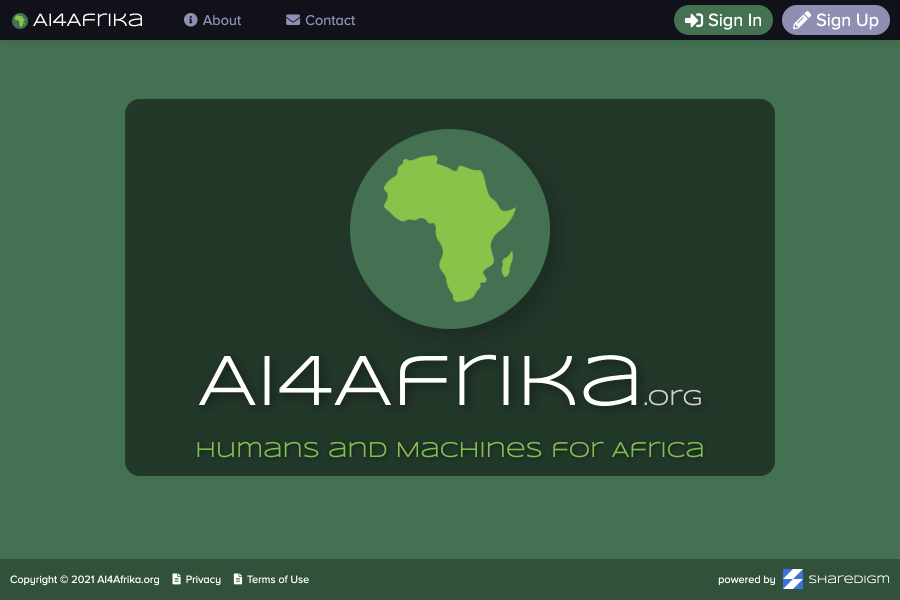 AI4Afrika About Contact Sign In Sign Up
AI4Afrika.org
Humans and Machines for Africa
Copyright © 2021 AI4Afrika.org Privacy Terms of Use powered by SHAREDIGM